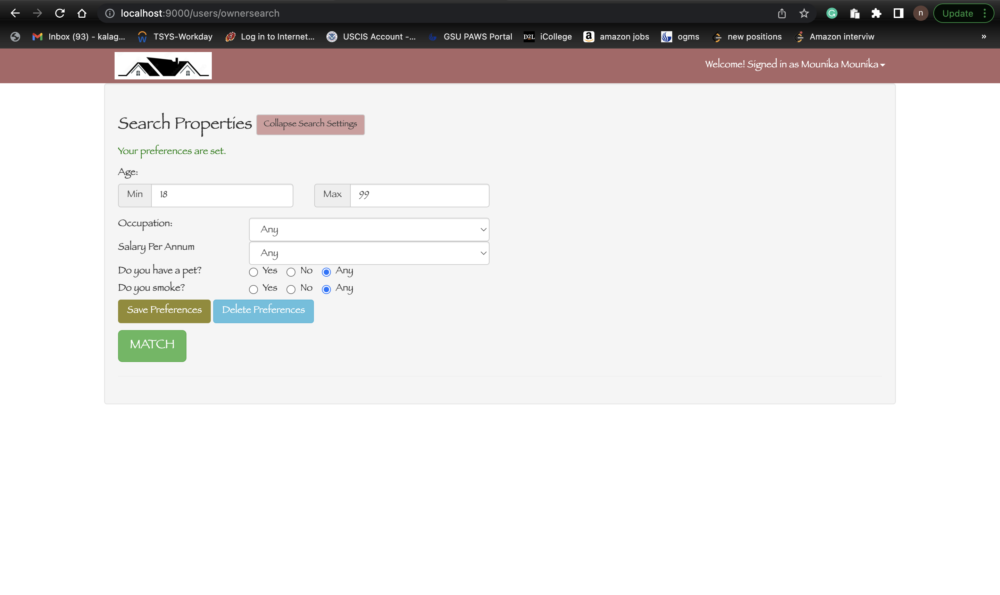 localhost:9000/users/ownersearch
n
Update
Inbox (93) - kalag...
TSYS-Workday
Log in to Internet...
USCIS Account -...
GSU PAWS Portal
D2L iCollege
a amazon jobs
ogms
new positions
Amazon interviw
»
Welcome! Signed in as Mounika Mounika
Search Properties
Collapse Search Settings
Your preferences are set.
Age:
Min 18
Max 99
Occupation: Any
Salary Per Annum Any
Do you have a pet? Yes No Any
Do you smoke? Yes No Any
Save Preferences Delete Preferences
MATCH